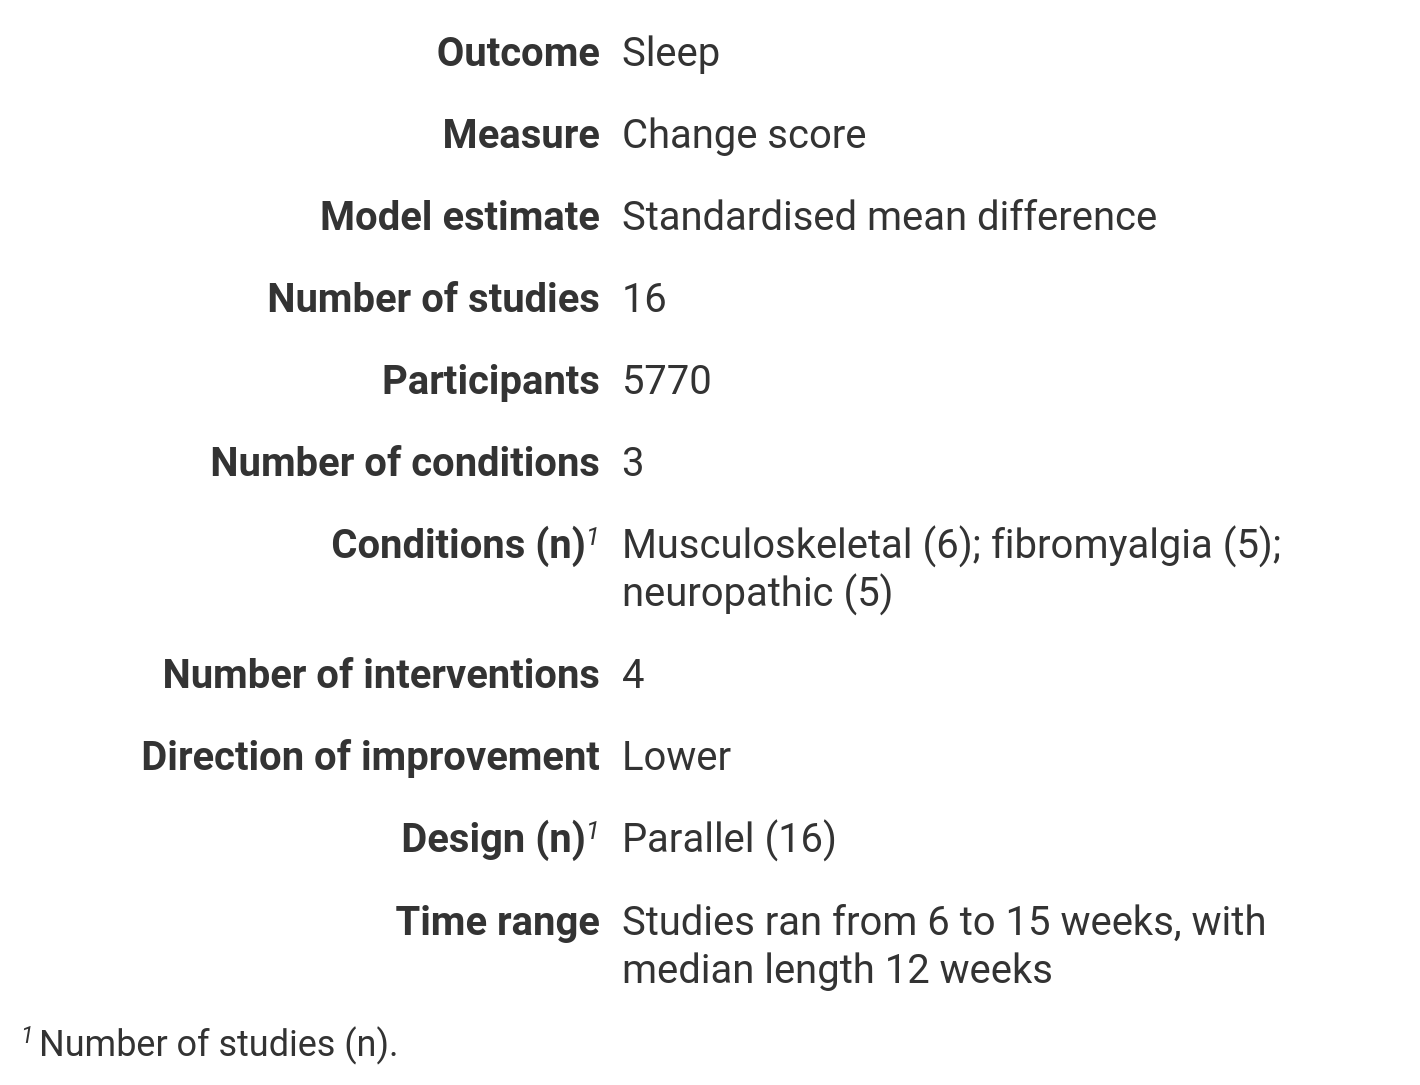 Outcome Sleep
Measure Change score
Model estimate Standardised mean difference
Number of studies 16
Participants 5770
Number of conditions 3
Conditions (n)¹ Musculoskeletal (6); fibromyalgia (5);
neuropathic (5)
Number of interventions 4
Direction of improvement Lower
Design (n)¹ Parallel (16)
Time range Studies ran from 6 to 15 weeks, with
median length 12 weeks
¹ Number of studies (n).